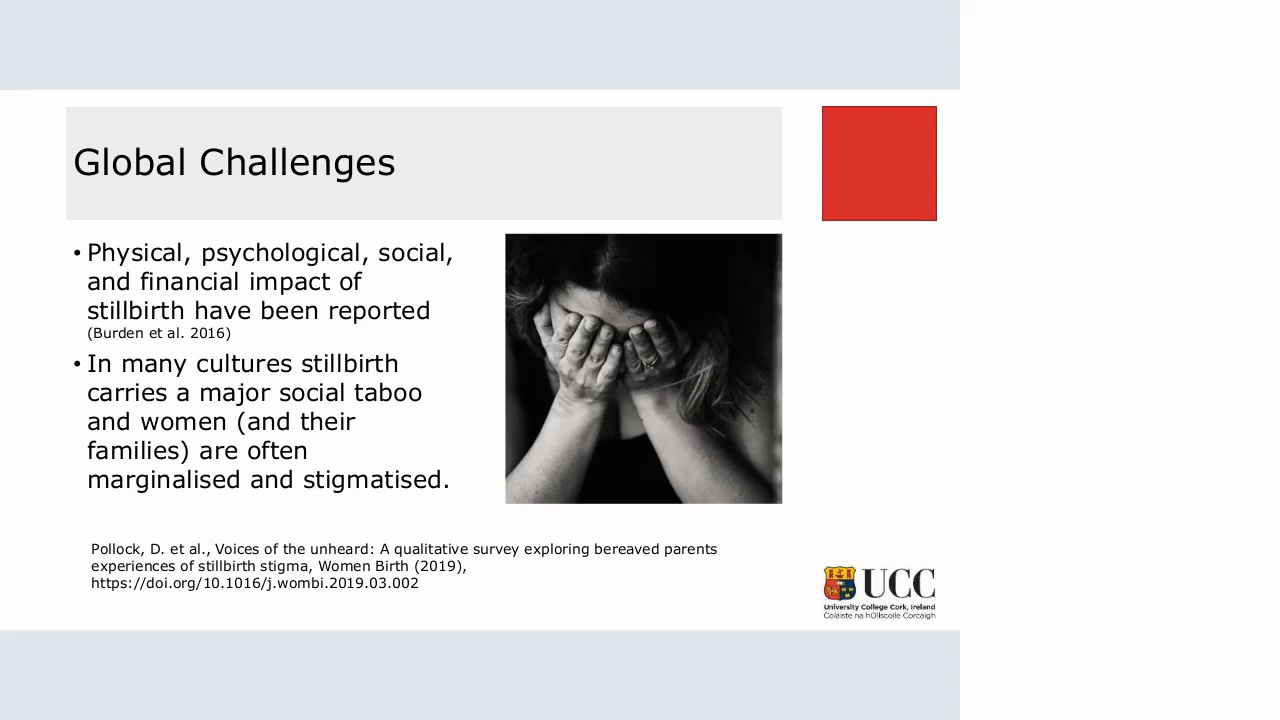 Global Challenges
• Physical, psychological, social,
and financial impact of
stillbirth have been reported
(Burden et al. 2016)
• In many cultures stillbirth
carries a major social taboo
and women (and their
families) are often
marginalised and stigmatised.
Pollock, D. et al., Voices of the unheard: A qualitative survey exploring bereaved parents
experiences of stillbirth stigma, Women Birth (2019),
https://doi.org/10.1016/j.wombi.2019.03.002
UCC
University College Cork, Ireland
Coláiste na hOllscoile Corcaigh